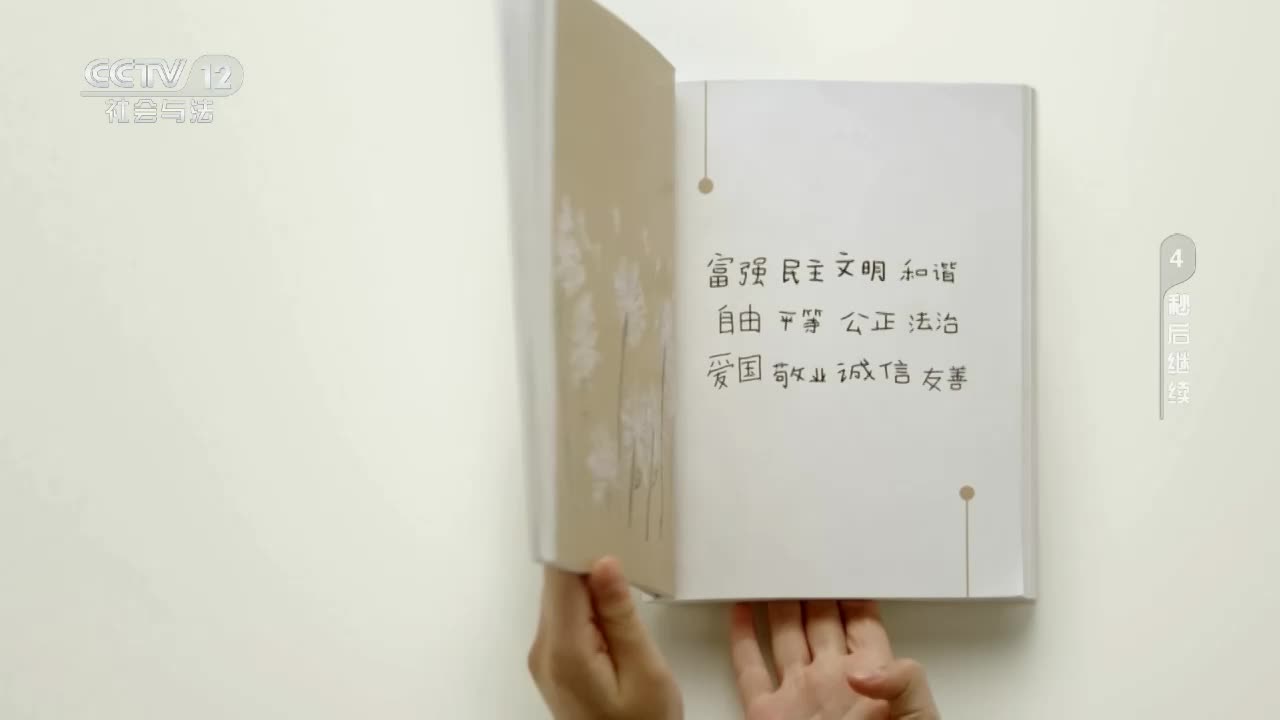 CCTV 12
社会与法
富强 民主 文明 和谐
自由 平等 公正 法治
爱国 敬业 诚信 友善
4
秒后继续